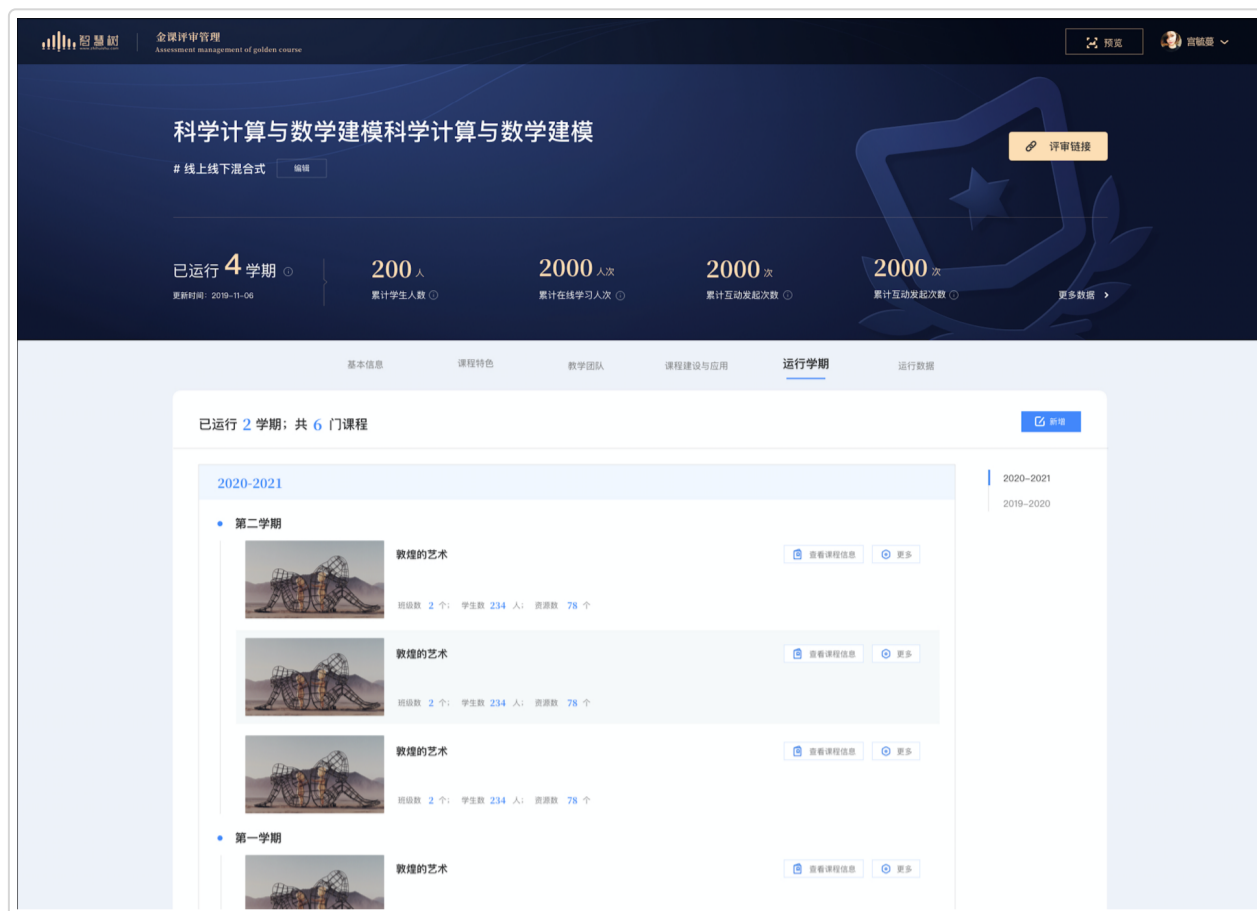 智慧树
www.zhihuishu.com
金课评审管理
Assessment management of golden course
预览
宫毓曼
科学计算与数学建模科学计算与数学建模
# 线上线下混合式
编辑
评审链接
已运行 4 学期
更新时间：2019-11-06
200 人
累计学生人数
2000 人次
累计在线学习人次
2000 次
累计互动发起次数
2000 次
累计互动发起次数
更多数据
基本信息
课程特色
教学团队
课程建设与应用
运行学期
运行数据
已运行 2 学期；共 6 门课程
新增
2020-2021
2020-2021
2019-2020
第二学期
敦煌的艺术
查看课程信息
更多
班级数 2 个； 学生数 234 人； 资源数 78 个
敦煌的艺术
查看课程信息
更多
班级数 2 个； 学生数 234 人； 资源数 78 个
敦煌的艺术
查看课程信息
更多
班级数 2 个； 学生数 234 人； 资源数 78 个
第一学期
敦煌的艺术
查看课程信息
更多